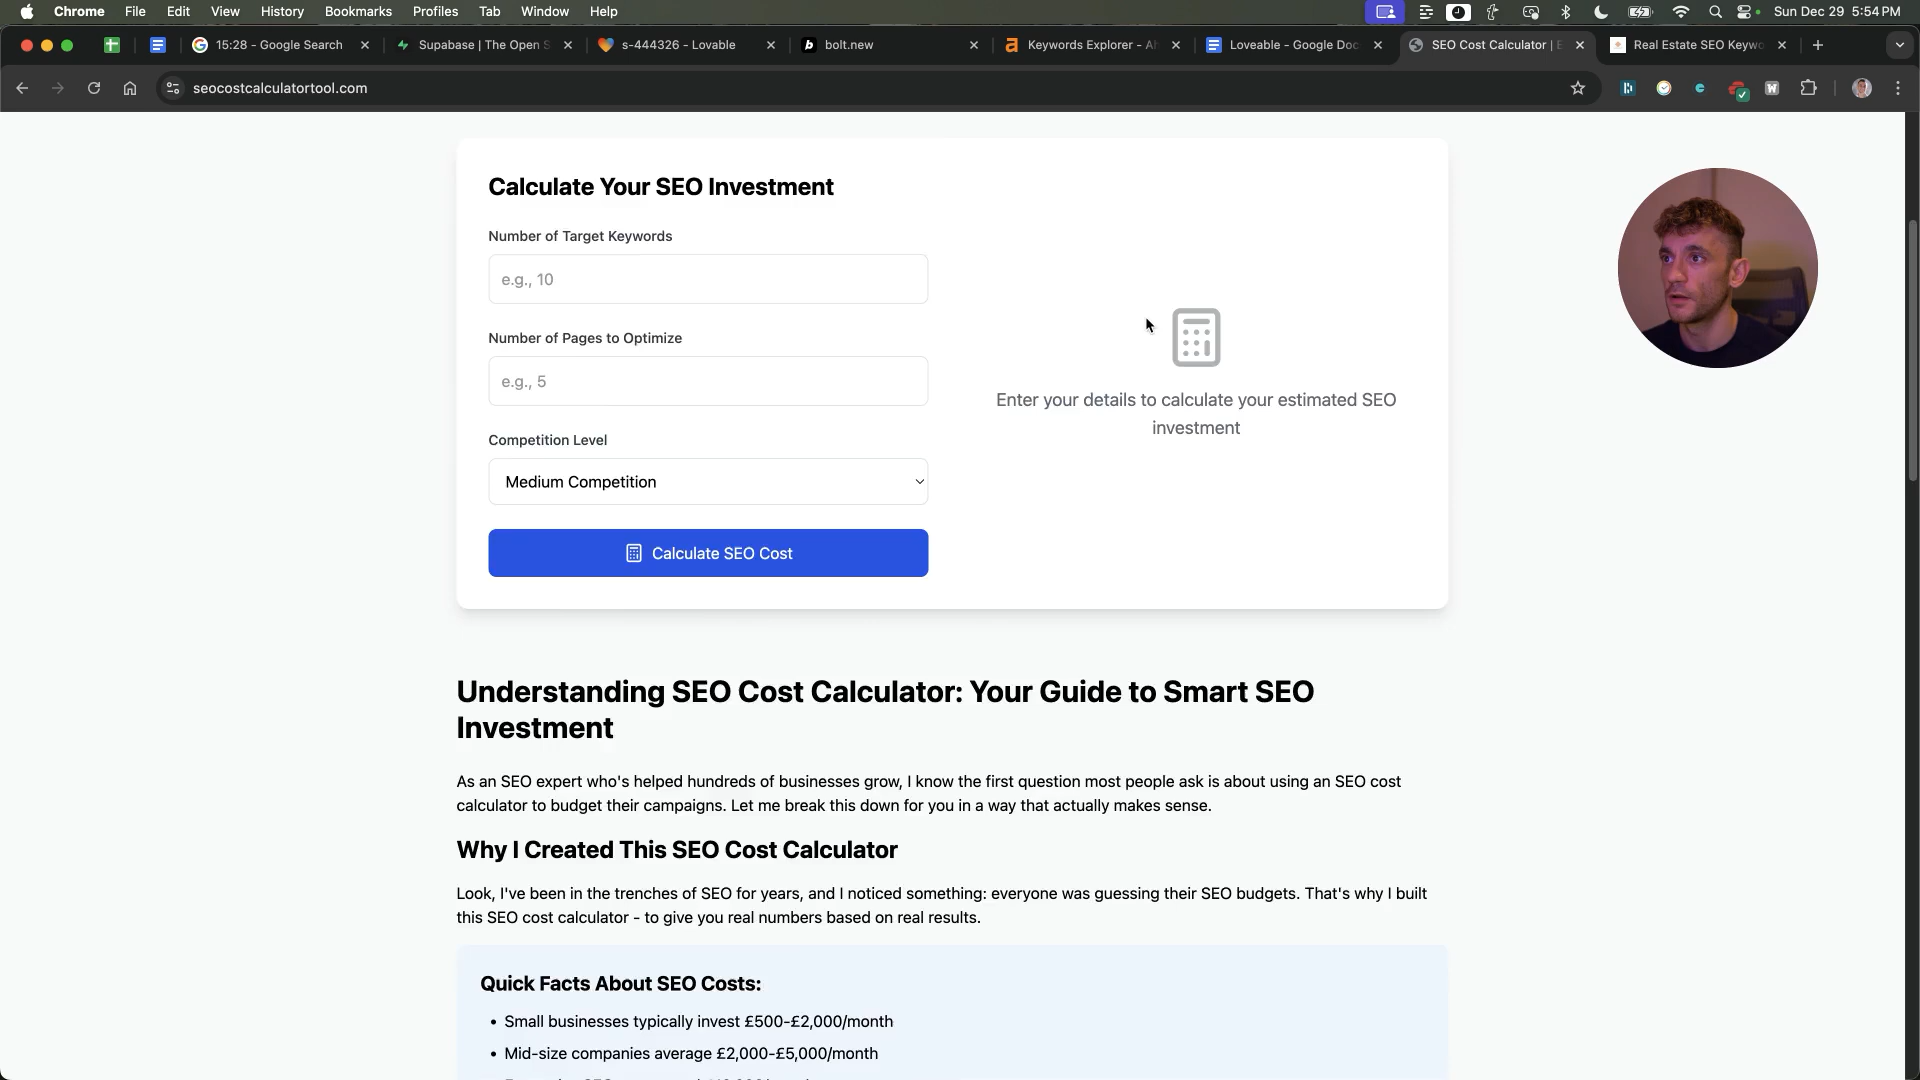 Chrome File Edit View History Bookmarks Profiles Tab Window Help Sun Dec 29 5:54 PM
15:28 - Google Search Supabase | The Open S s-444326 - Lovable bolt.new Keywords Explorer - Ah Loveable - Google Doc SEO Cost Calculator | E Real Estate SEO Keywo
seocostcalculatortool.com
Calculate Your SEO Investment
Number of Target Keywords
e.g., 10
Number of Pages to Optimize
e.g., 5
Competition Level
Medium Competition
Calculate SEO Cost
Enter your details to calculate your estimated SEO
investment
Understanding SEO Cost Calculator: Your Guide to Smart SEO
Investment
As an SEO expert who's helped hundreds of businesses grow, I know the first question most people ask is about using an SEO cost
calculator to budget their campaigns. Let me break this down for you in a way that actually makes sense.
Why I Created This SEO Cost Calculator
Look, I've been in the trenches of SEO for years, and I noticed something: everyone was guessing their SEO budgets. That's why I built
this SEO cost calculator - to give you real numbers based on real results.
Quick Facts About SEO Costs:
• Small businesses typically invest £500-£2,000/month
• Mid-size companies average £2,000-£5,000/month